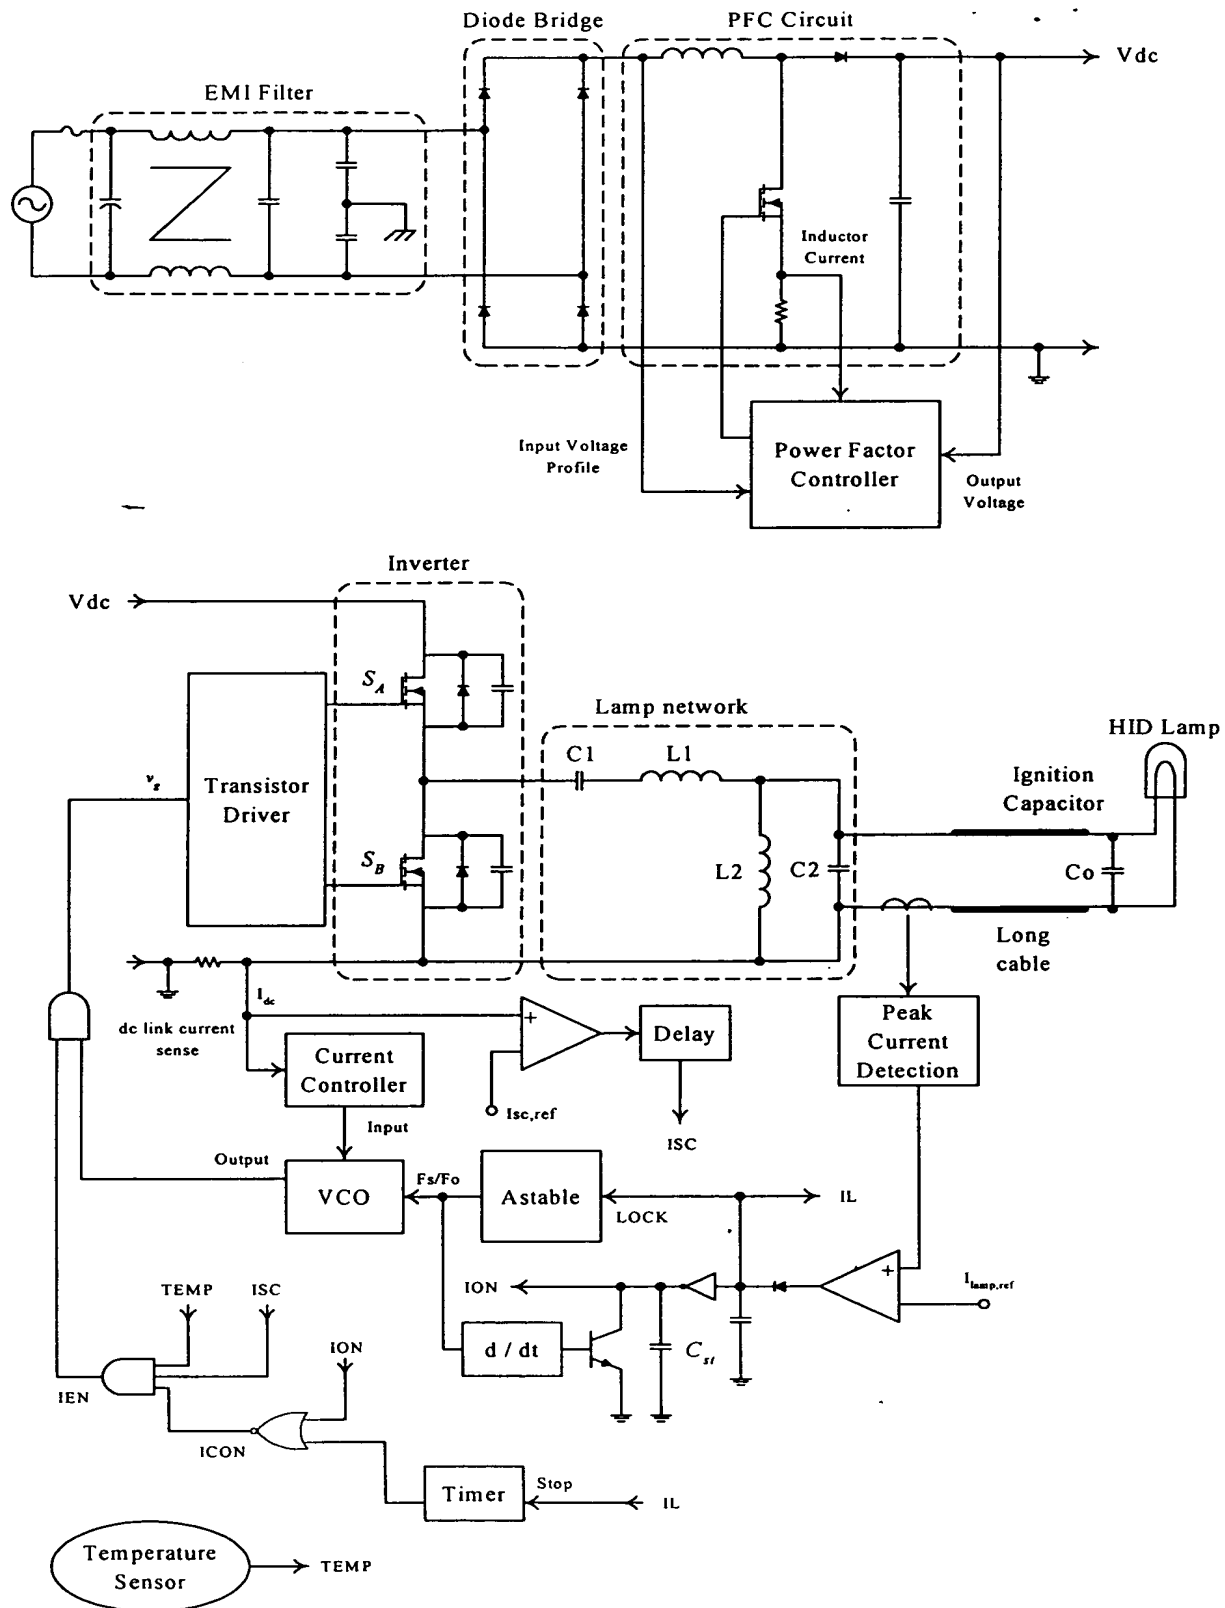 Diode Bridge
PFC Circuit
Vdc
EMI Filter
Inductor
Current
Input Voltage
Profile
Power Factor
Controller
Output
Voltage
Inverter
Vdc
S_A
Lamp network
HID Lamp
C1
L1
Ignition
Capacitor
Transistor
Driver
S_B
L2
C2
Co
Long
cable
I_dc
dc link current
sense
+
Delay
Peak
Current
Detection
Current
Controller
Isc,ref
Input
ISC
Output
VCO
Fs/Fo
Astable
LOCK
IL
ION
+
I_lamp,ref
TEMP
ISC
d / dt
C_st
ION
IEN
ICON
Timer
Stop
IL
Temperature
Sensor
TEMP